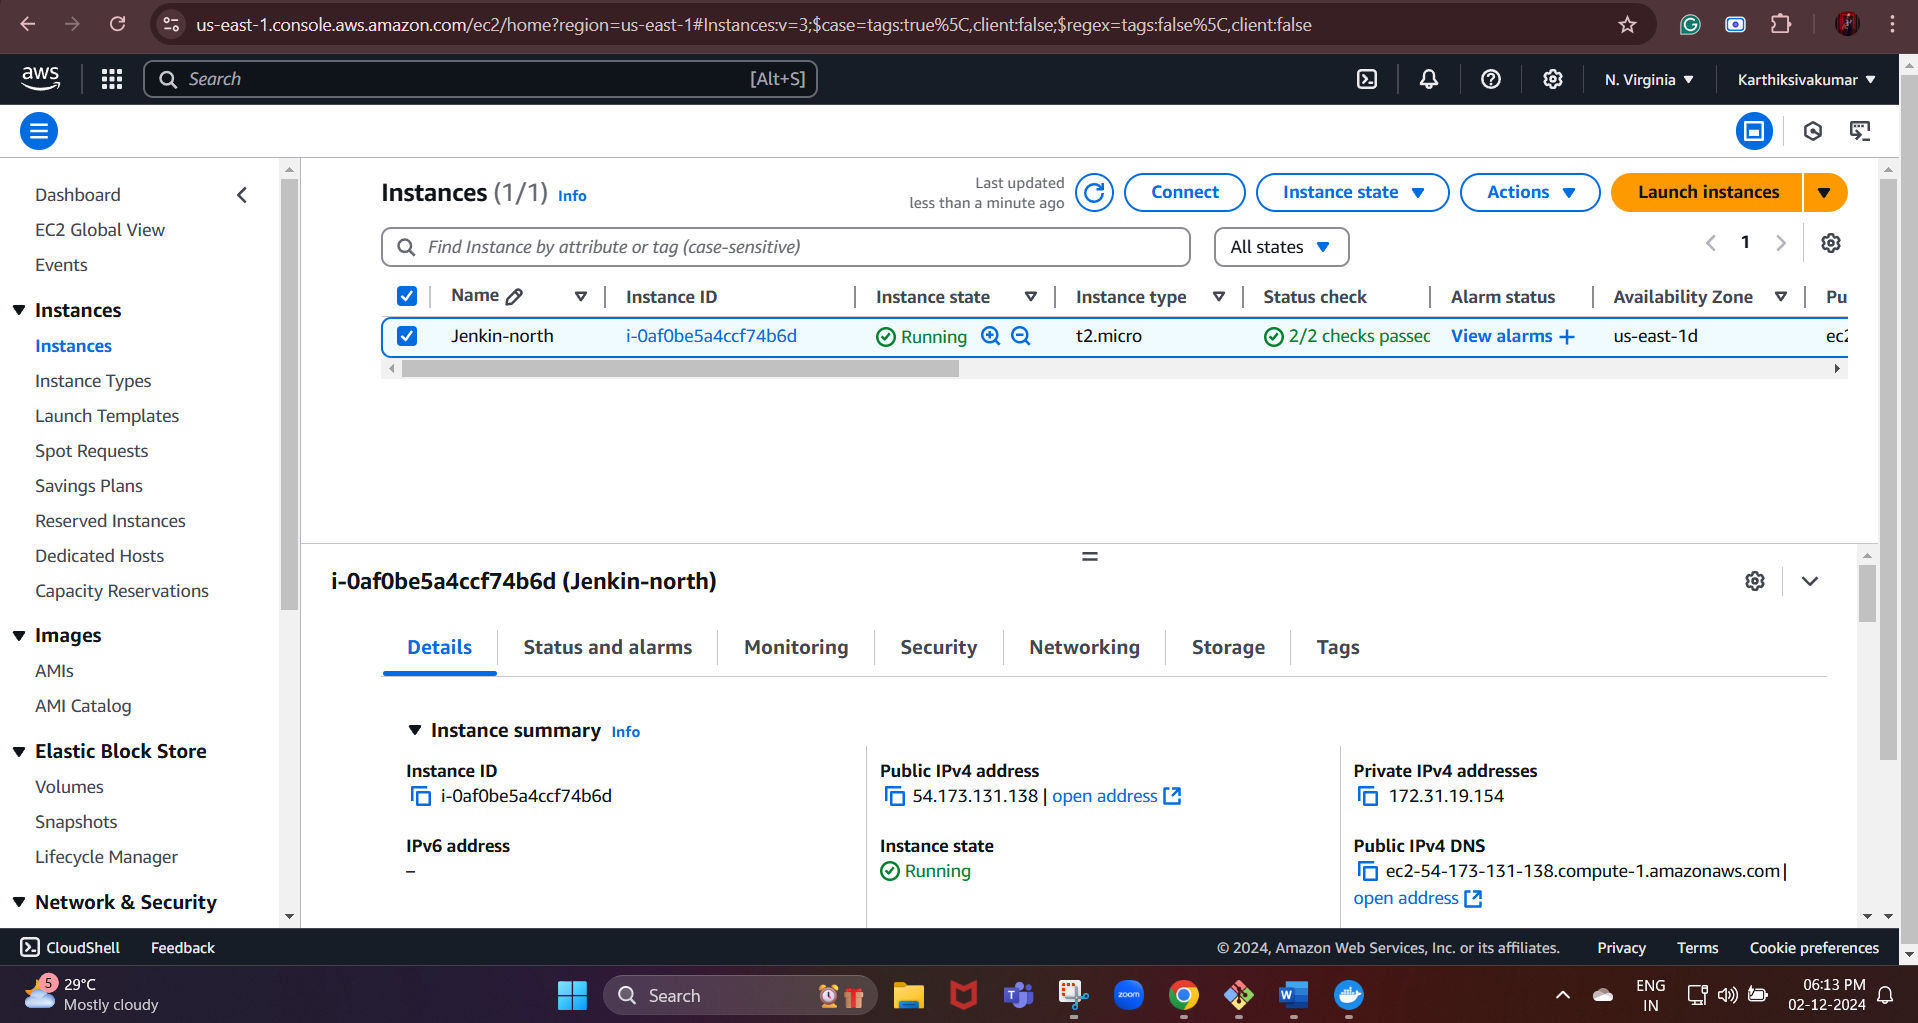 us-east-1.console.aws.amazon.com/ec2/home?region=us-east-1#Instances:v=3;$case=tags:true%5C,client:false;$regex=tags:false%5C,client:false
aws
Search [Alt+S]
N. Virginia
Karthiksivakumar
Dashboard
EC2 Global View
Events
Instances
Instances
Instance Types
Launch Templates
Spot Requests
Savings Plans
Reserved Instances
Dedicated Hosts
Capacity Reservations
Images
AMIs
AMI Catalog
Elastic Block Store
Volumes
Snapshots
Lifecycle Manager
Network & Security
Instances (1/1) Info
Last updated
less than a minute ago
Connect
Instance state
Actions
Launch instances
Find Instance by attribute or tag (case-sensitive)
All states
1
Name Instance ID Instance state Instance type Status check Alarm status Availability Zone Pu
Jenkin-north i-0af0be5a4ccf74b6d Running t2.micro 2/2 checks passec View alarms + us-east-1d ec2
i-0af0be5a4ccf74b6d (Jenkin-north)
Details Status and alarms Monitoring Security Networking Storage Tags
Instance summary Info
Instance ID
i-0af0be5a4ccf74b6d
Public IPv4 address
54.173.131.138 | open address
Private IPv4 addresses
172.31.19.154
IPv6 address
–
Instance state
Running
Public IPv4 DNS
ec2-54-173-131-138.compute-1.amazonaws.com |
open address
CloudShell Feedback
© 2024, Amazon Web Services, Inc. or its affiliates. Privacy Terms Cookie preferences
5
29°C
Mostly cloudy
Search
zoom
ENG
IN
06:13 PM
02-12-2024